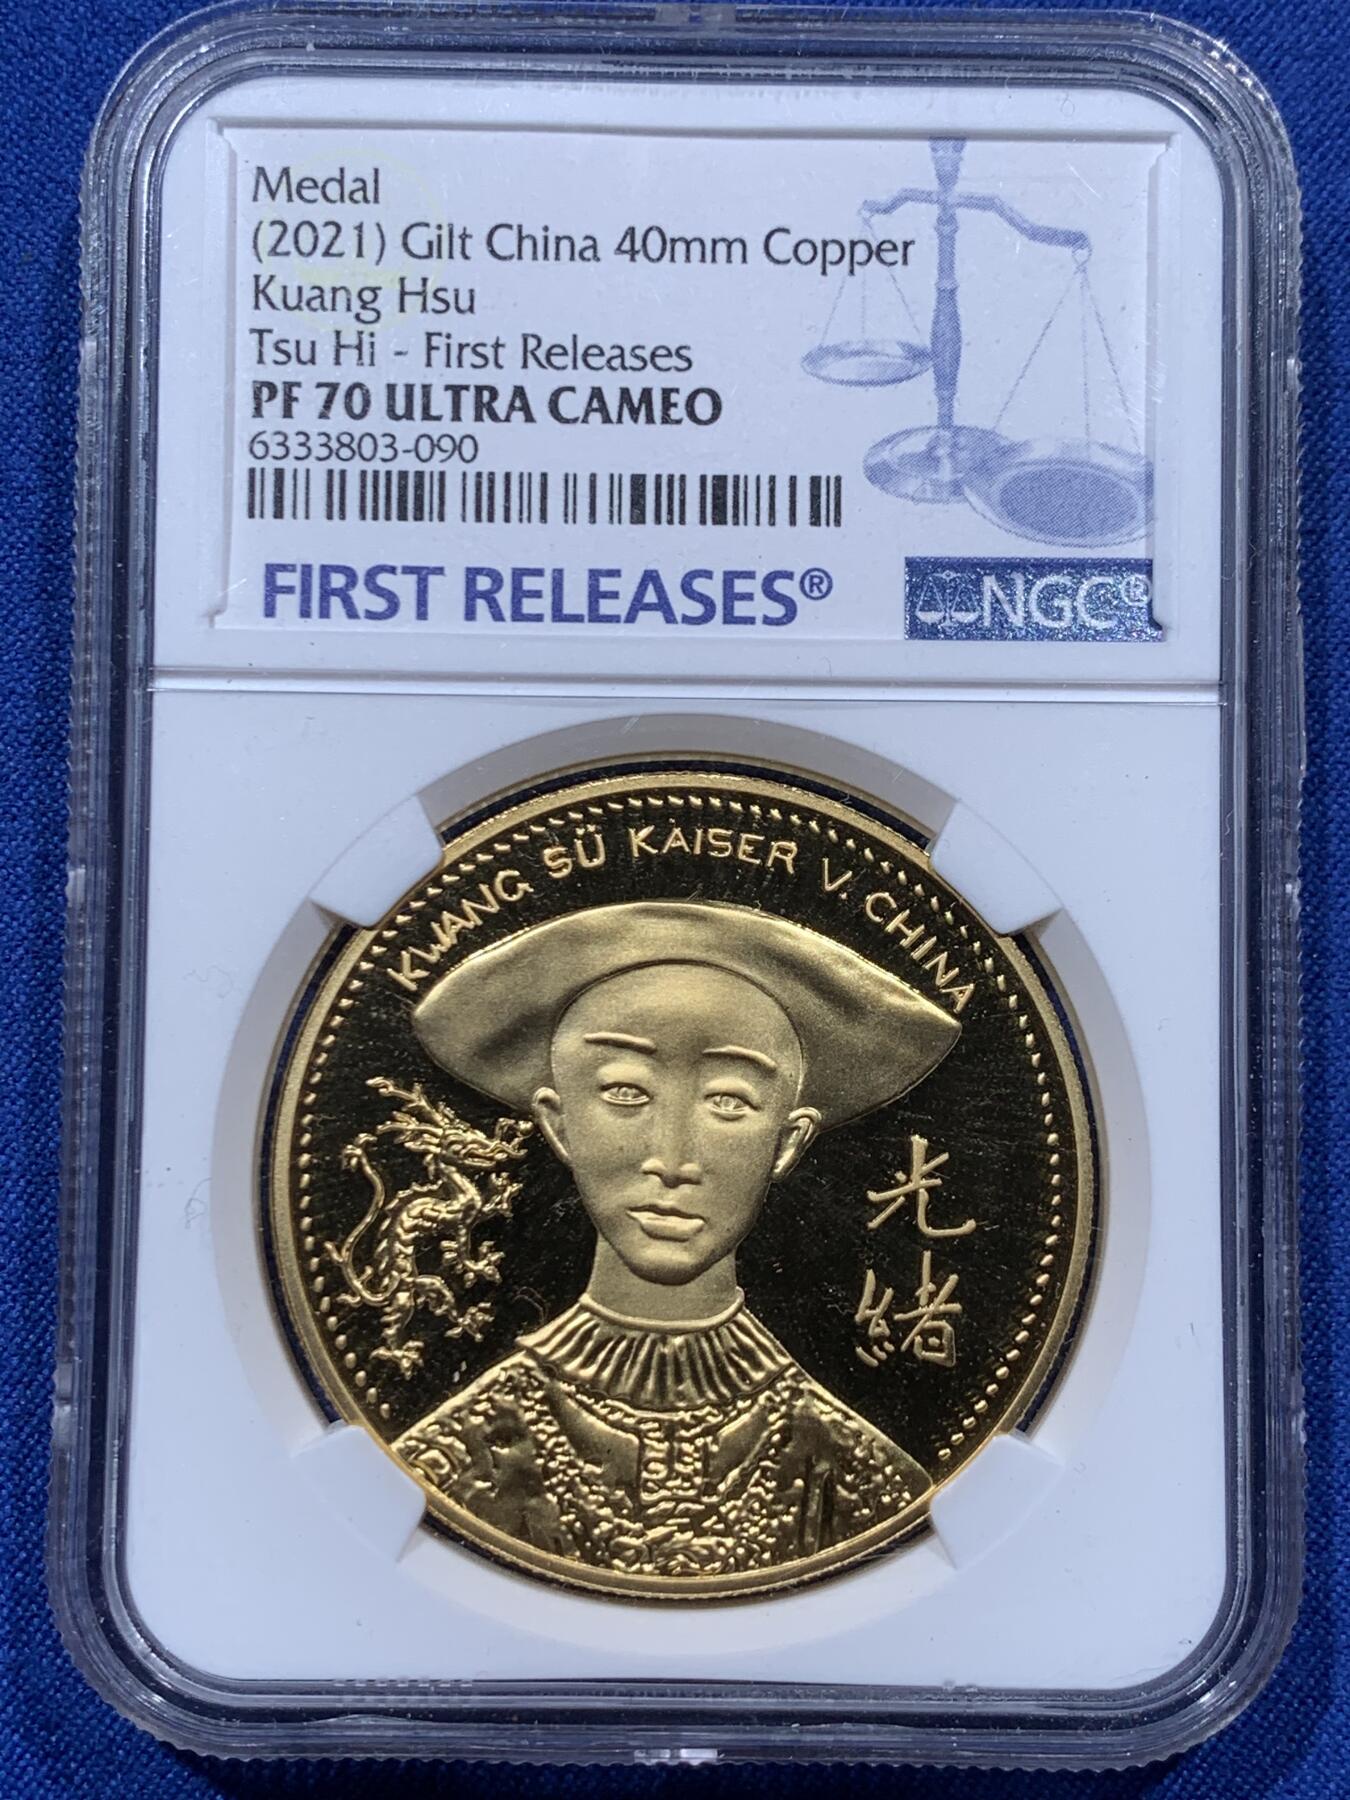 Medal
(2021) Gilt China 40mm Copper
Kuang Hsu
Tsu Hi - First Releases
PF 70 ULTRA CAMEO
6333803-090
FIRST RELEASES®
NGC®
KWANG SÜ KAISER V. CHINA
光
緒